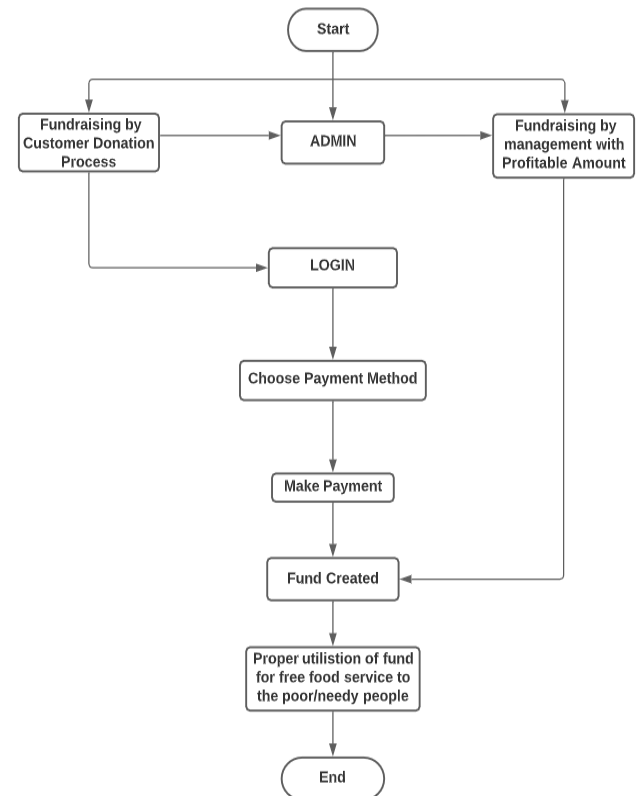 Start
Fundraising by
Customer Donation
Process
ADMIN
Fundraising by
management with
Profitable Amount
LOGIN
Choose Payment Method
Make Payment
Fund Created
Proper utilistion of fund
for free food service to
the poor/needy people
End